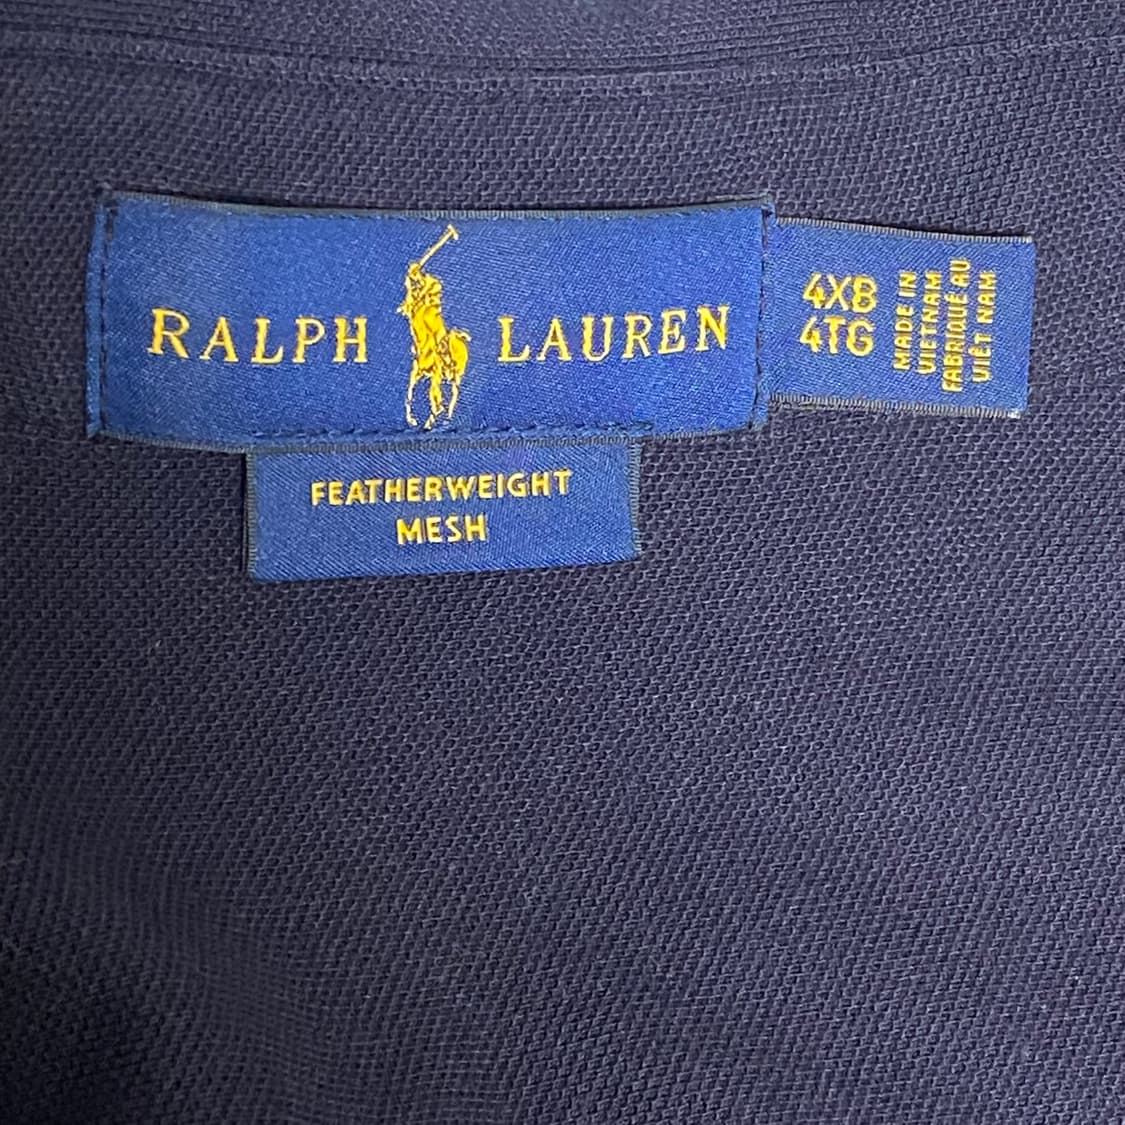 RALPH LAUREN
4XB
4TG
MADE IN
VIETNAM
FABRIQUÉ AU
VIÊT NAM
FEATHERWEIGHT
MESH